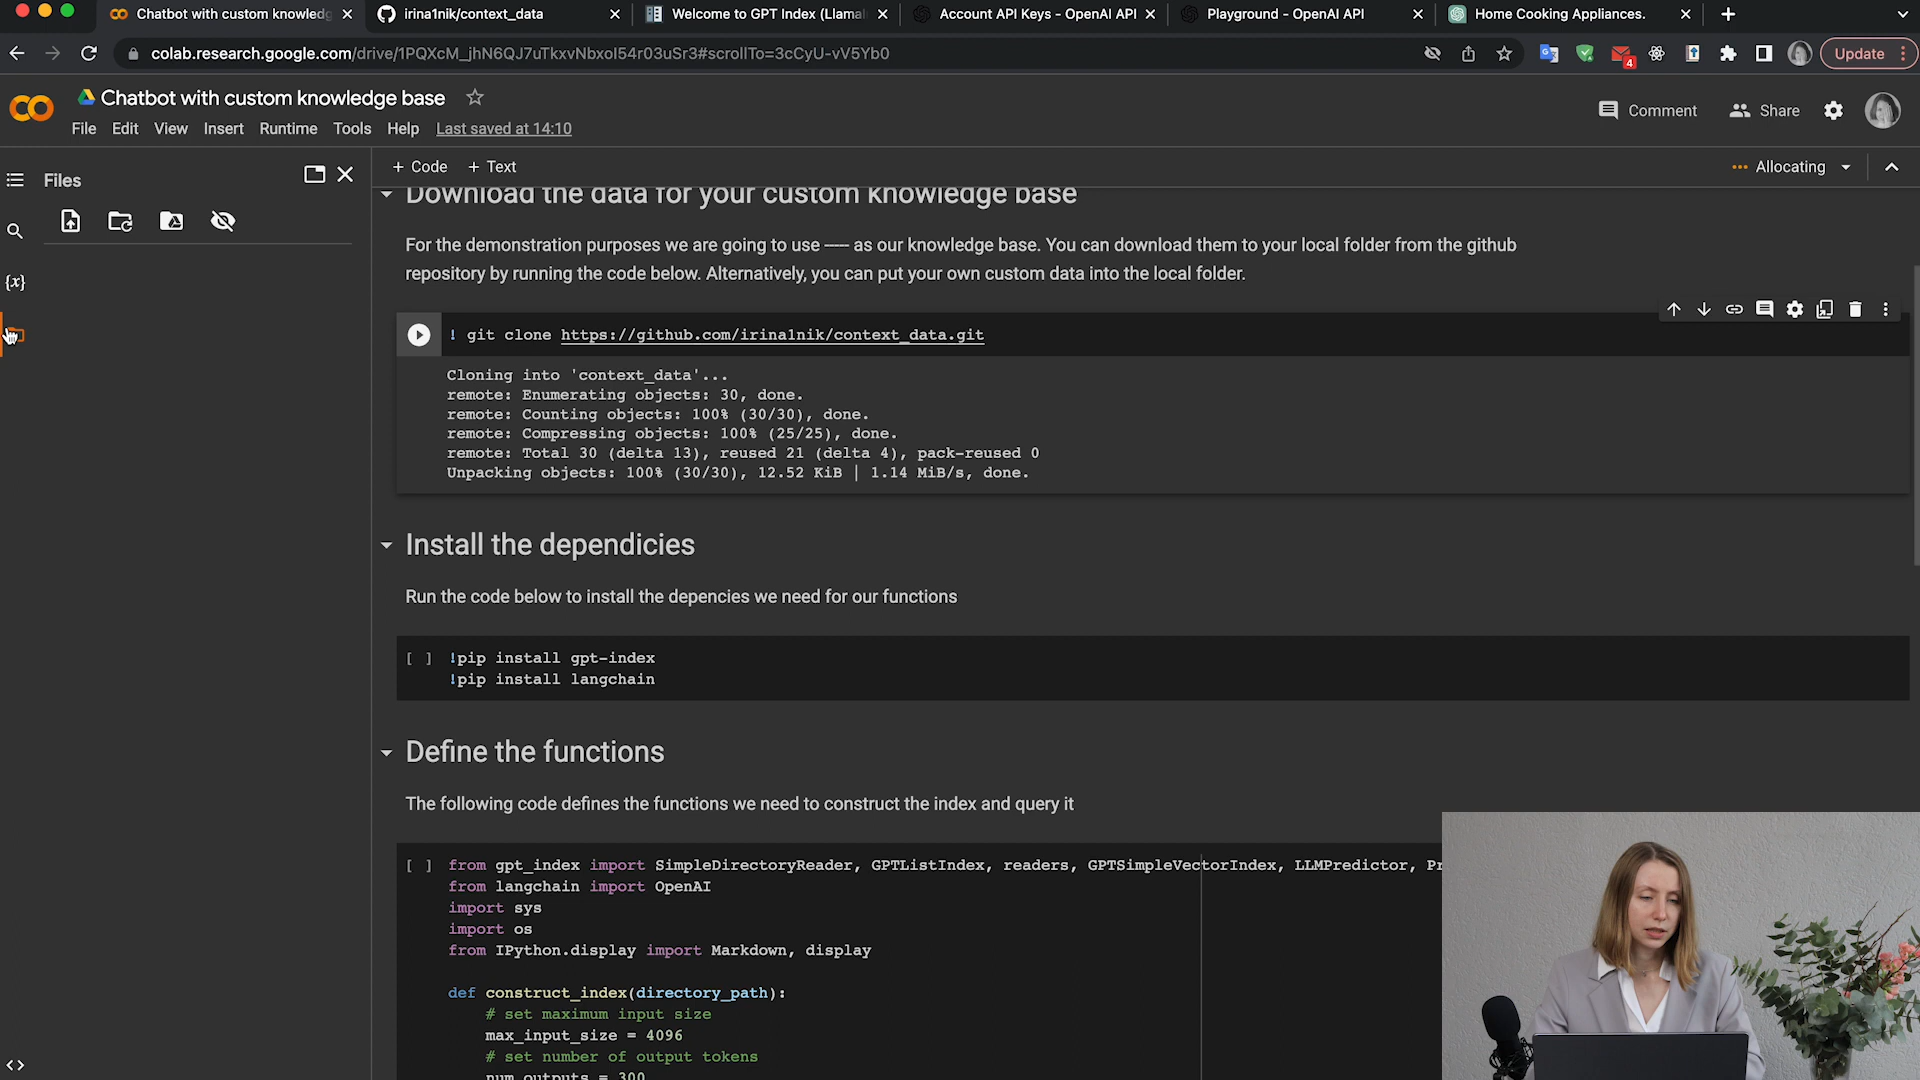 Chatbot with custom knowledg
irina1nik/context_data
Welcome to GPT Index (Llamal
Account API Keys - OpenAI API
Playground - OpenAI API
Home Cooking Appliances.
colab.research.google.com/drive/1PQXcM_jhN6QJ7uTkxvNbxol54r03uSr3#scrollTo=3cCyU-vV5Yb0
4
Update
Chatbot with custom knowledge base
File Edit View Insert Runtime Tools Help Last saved at 14:10
Comment
Share
Files
+ Code + Text
Allocating
{x}
Download the data for your custom knowledge base
For the demonstration purposes we are going to use —– as our knowledge base. You can download them to your local folder from the github
repository by running the code below. Alternatively, you can put your own custom data into the local folder.
! git clone https://github.com/irina1nik/context_data.git
Cloning into 'context_data'...
remote: Enumerating objects: 30, done.
remote: Counting objects: 100% (30/30), done.
remote: Compressing objects: 100% (25/25), done.
remote: Total 30 (delta 13), reused 21 (delta 4), pack-reused 0
Unpacking objects: 100% (30/30), 12.52 KiB | 1.14 MiB/s, done.
Install the dependicies
Run the code below to install the depencies we need for our functions
[ ] !pip install gpt-index
!pip install langchain
Define the functions
The following code defines the functions we need to construct the index and query it
[ ] from gpt_index import SimpleDirectoryReader, GPTListIndex, readers, GPTSimpleVectorIndex, LLMPredictor, Pr
from langchain import OpenAI
import sys
import os
from IPython.display import Markdown, display
def construct_index(directory_path):
# set maximum input size
max_input_size = 4096
# set number of output tokens
num_outputs = 300